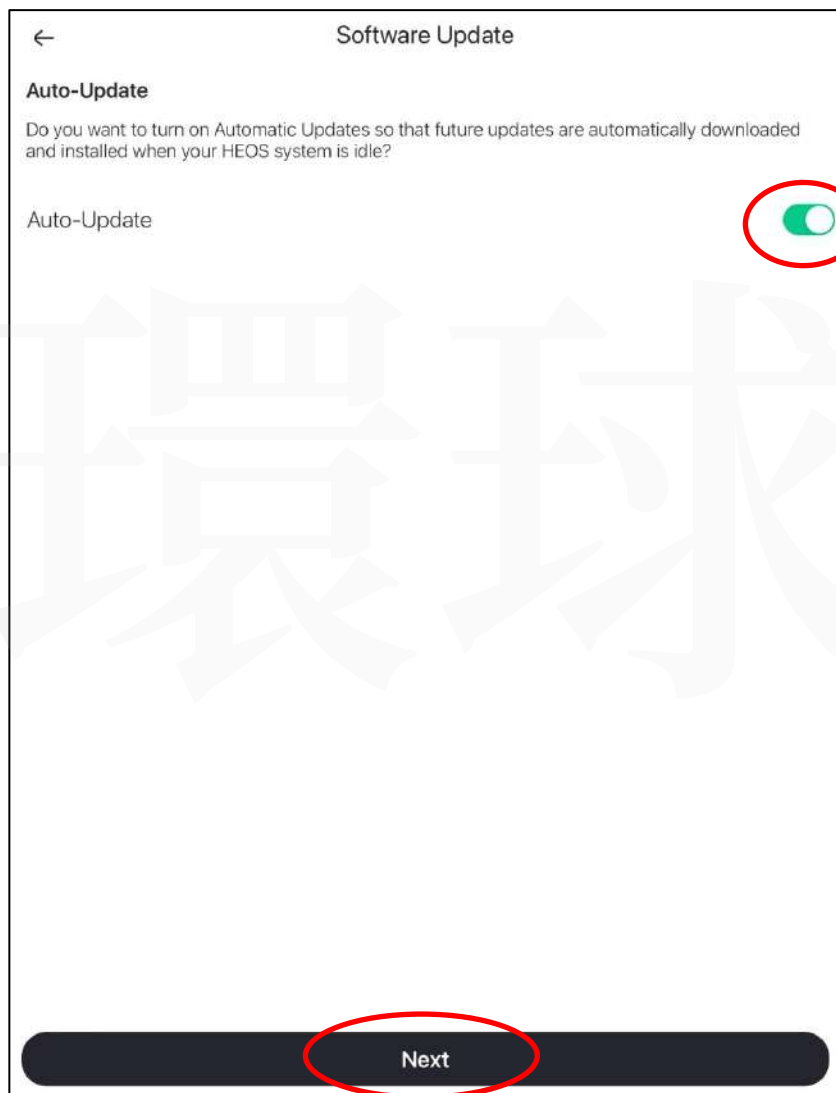 Software Update
Auto-Update
Do you want to turn on Automatic Updates so that future updates are automatically downloaded
and installed when your HEOS system is idle?
Auto-Update
環球
Next